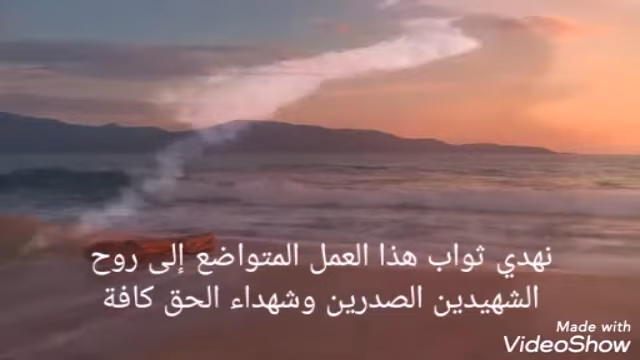 نهدي ثواب هذا العمل المتواضع إلى روح
الشهيدين الصدرين وشهداء الحق كافة
Made with
VideoShow